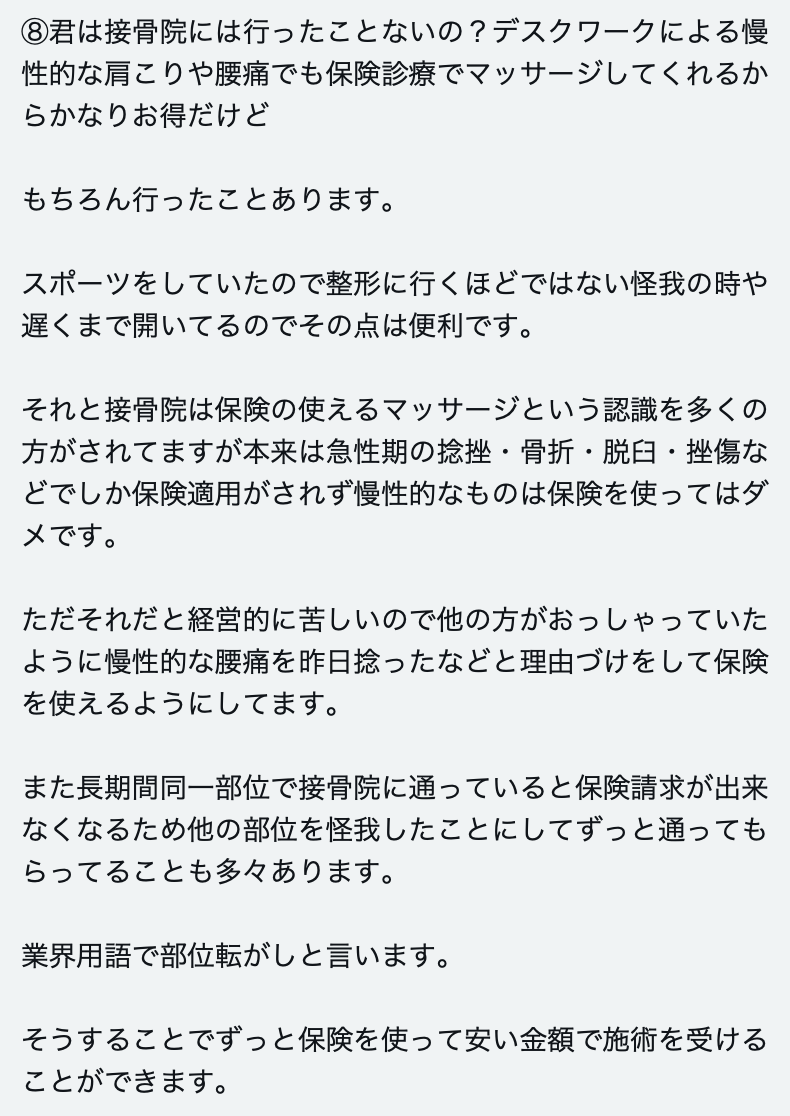 ⑧君は接骨院には行ったことないの？デスクワークによる慢
性的な肩こりや腰痛でも保険診療でマッサージしてくれるか
らかなりお得だけど
もちろん行ったことあります。
スポーツをしていたので整形に行くほどではない怪我の時や
遅くまで開いてるのでその点は便利です。
それと接骨院は保険の使えるマッサージという認識を多くの
方がされてますが本来は急性期の捻挫・骨折・脱臼・挫傷な
どでしか保険適用がされず慢性的なものは保険を使ってはダ
メです。
ただそれだと経営的に苦しいので他の方がおっしゃっていた
ように慢性的な腰痛を昨日捻ったなどと理由づけをして保険
を使えるようにしてます。
また長期間同一部位で接骨院に通っていると保険請求が出来
なくなるため他の部位を怪我したことにしてずっと通っても
らってることも多々あります。
業界用語で部位転がしと言います。
そうすることでずっと保険を使って安い金額で施術を受ける
ことができます。